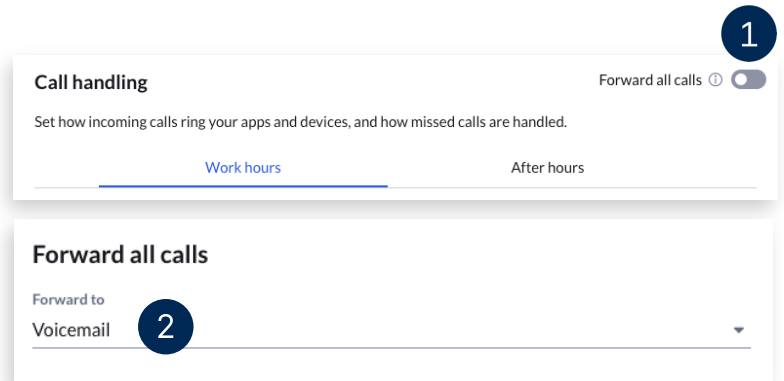 1
Call handling
Forward all calls
Set how incoming calls ring your apps and devices, and how missed calls are handled.
Work hours After hours
Forward all calls
Forward to
Voicemail 2